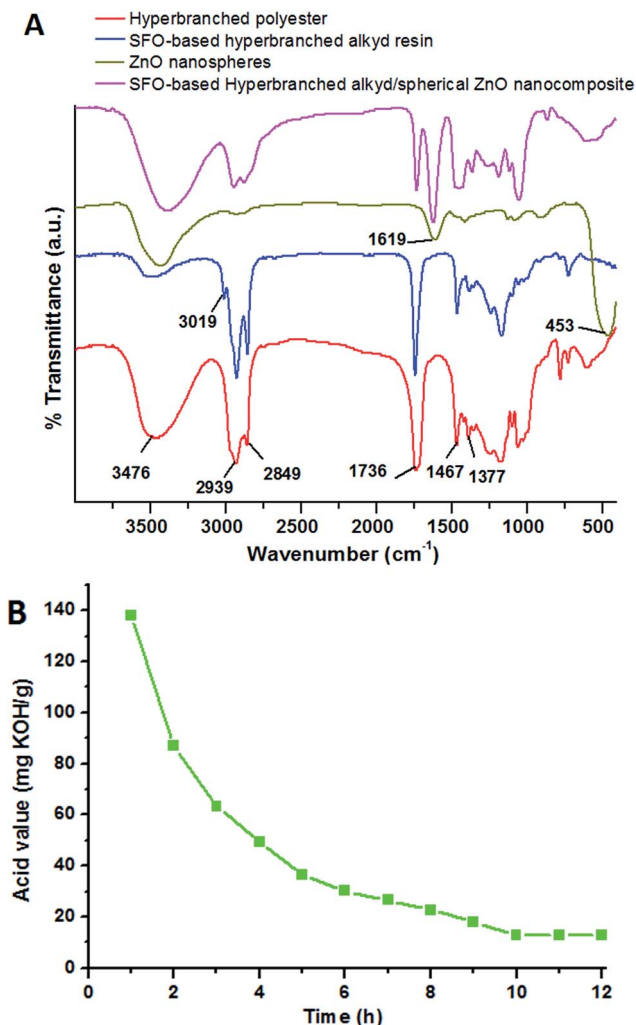 A
Hyperbranched polyester
SFO-based hyperbranched alkyd resin
ZnO nanospheres
SFO-based Hyperbranched alkyd/spherical ZnO nanocomposite
% Transmittance (a.u.)
1619
3019
453
3476
2939
2849
1736
1467
1377
3500 3000 2500 2000 1500 1000 500
Wavenumber (cm⁻¹)
B
Acid value (mg KOH/g)
140
120
100
80
60
40
20
0
0 2 4 6 8 10 12
Time (h)